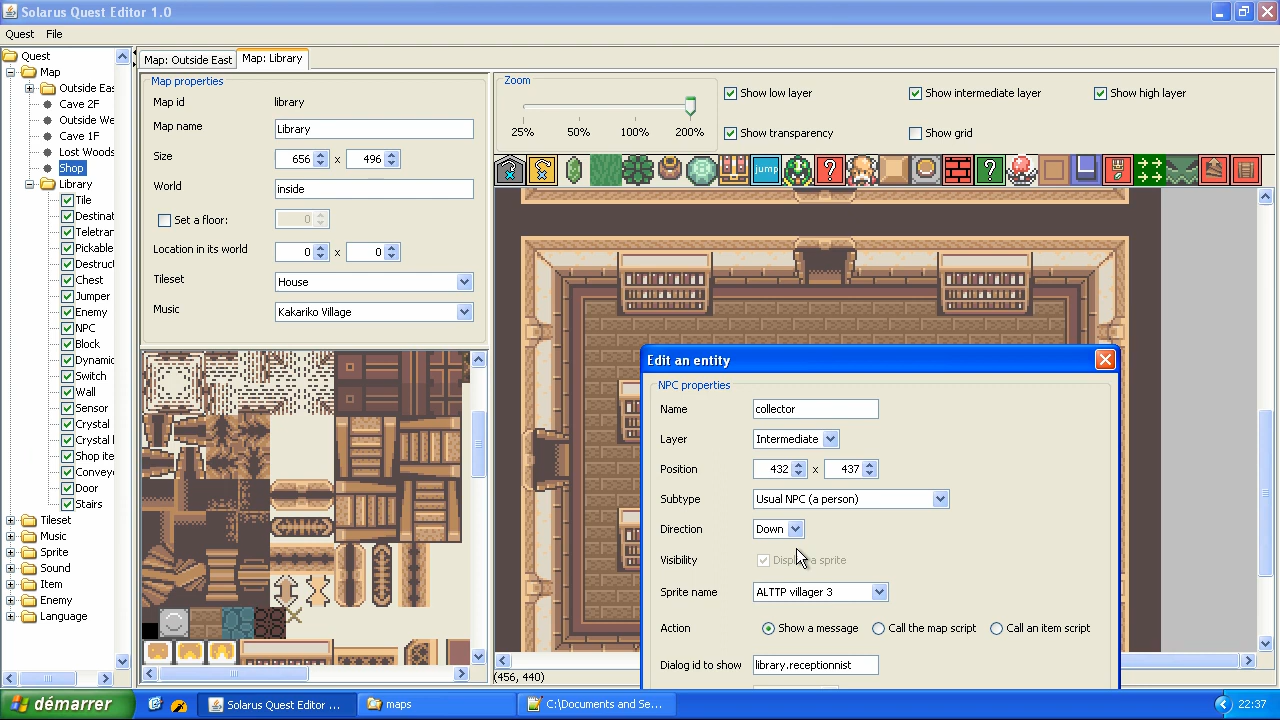 Solarus Quest Editor 1.0
Quest File
Quest
Map
Outside Eas
Cave 2F
Outside We
Cave 1F
Lost Woods
Shop
Library
Tile
Destinat
Teletran
Pickable
Destruct
Chest
Jumper
Enemy
NPC
Block
Dynamic
Switch
Wall
Sensor
Crystal
Crystal
Shop ite
Convey
Door
Stairs
Tileset
Music
Sprite
Sound
Item
Enemy
Language
Map: Outside East Map: Library
Map properties
Map id library
Map name Library
Size 656 x 496
World inside
Set a floor: 0
Location in its world 0 x 0
Tileset House
Music Kakariko Village
Zoom
25% 50% 100% 200%
Show low layer Show intermediate layer Show high layer
Show transparency Show grid
jump ? ?
Edit an entity
NPC properties
Name collector
Layer Intermediate
Position 432 x 437
Subtype Usual NPC (a person)
Direction Down
Visibility Display a sprite
Sprite name ALTTP villager 3
Action Show a message Call the map script Call an item script
Dialog id to show library.receptionnist
(456, 440)
démarrer Solarus Quest Editor ... maps C:\Documents and Se... 22:37